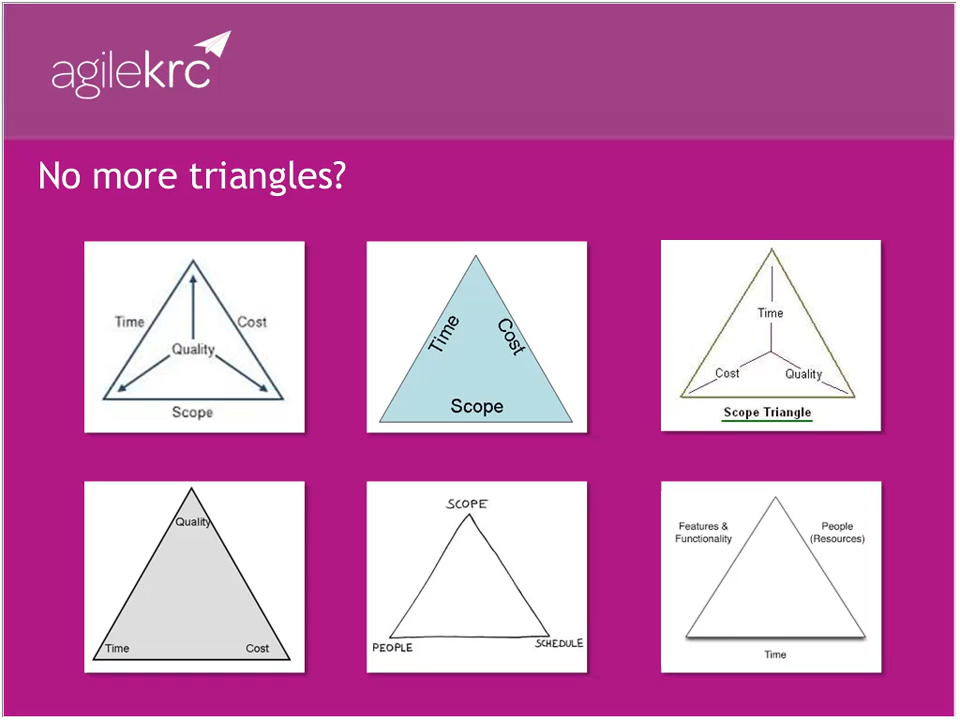 agilekrc
No more triangles?
Time
Cost
Quality
Scope
Time
Cost
Scope
Time
Cost
Quality
Scope Triangle
Quality
Time
Cost
SCOPE
PEOPLE
SCHEDULE
Features &
Functionality
People
(Resources)
Time